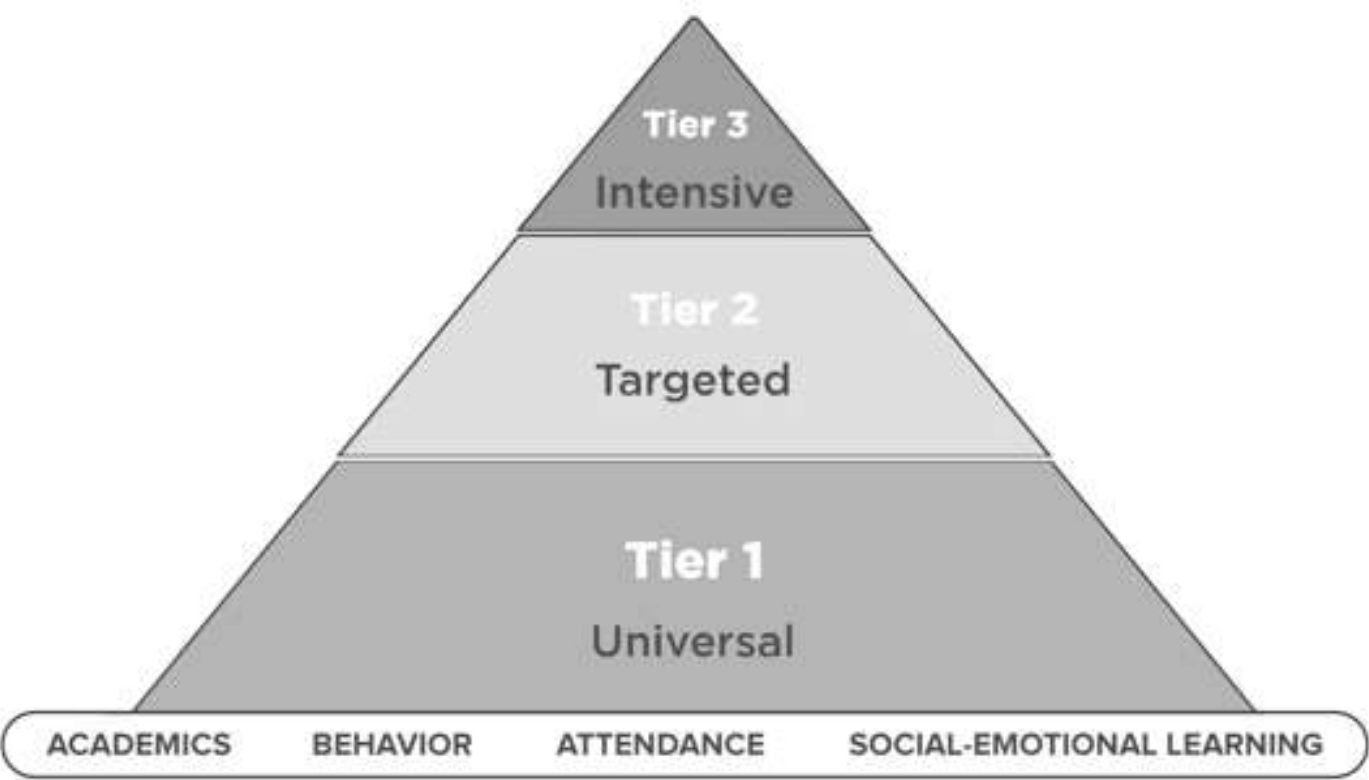 Tier 3
Intensive
Tier 2
Targeted
Tier 1
Universal
ACADEMICS BEHAVIOR ATTENDANCE SOCIAL-EMOTIONAL LEARNING